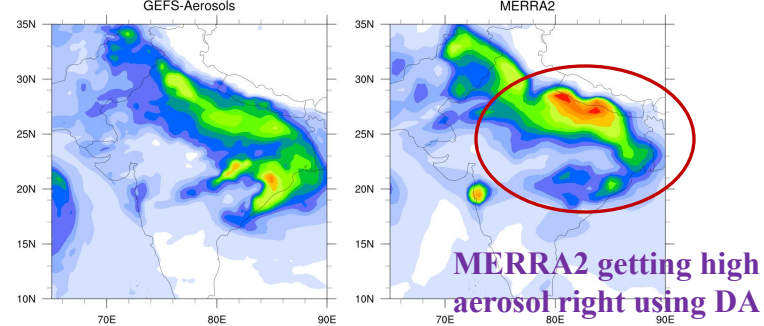 GEFS-Aerosols
35N
30N
25N
20N
15N
10N
70E
80E
90E
MERRA2
35N
30N
25N
20N
15N
10N
70E
80E
90E
MERRA2 getting high
aerosol right using DA